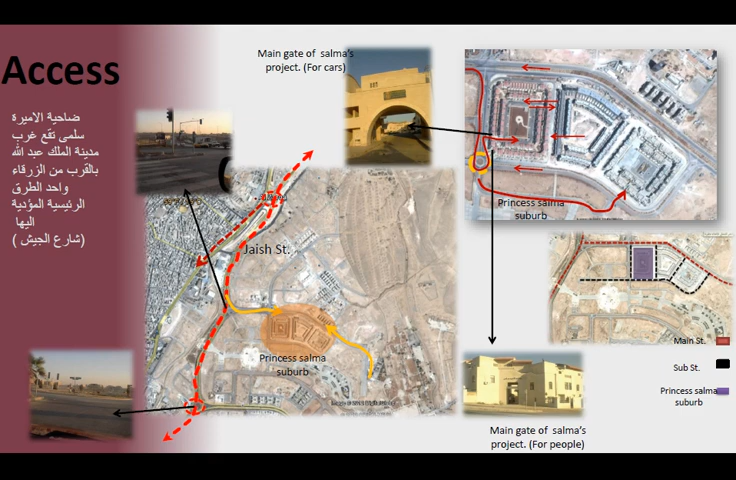 Access
ضاحية الاميرة
سلمى تقع غرب
مدينة الملك عبد الله
بالقرب من الزرقاء
واحد الطرق
الرئيسية المؤدية
اليها
(شارع الجيش )
Main gate of salma's
project. (For cars)
Jaish St.
Princess salma
suburb
Princess salma
suburb
Main St.
Sub St.
Princess salma
suburb
Main gate of salma's
project. (For people)